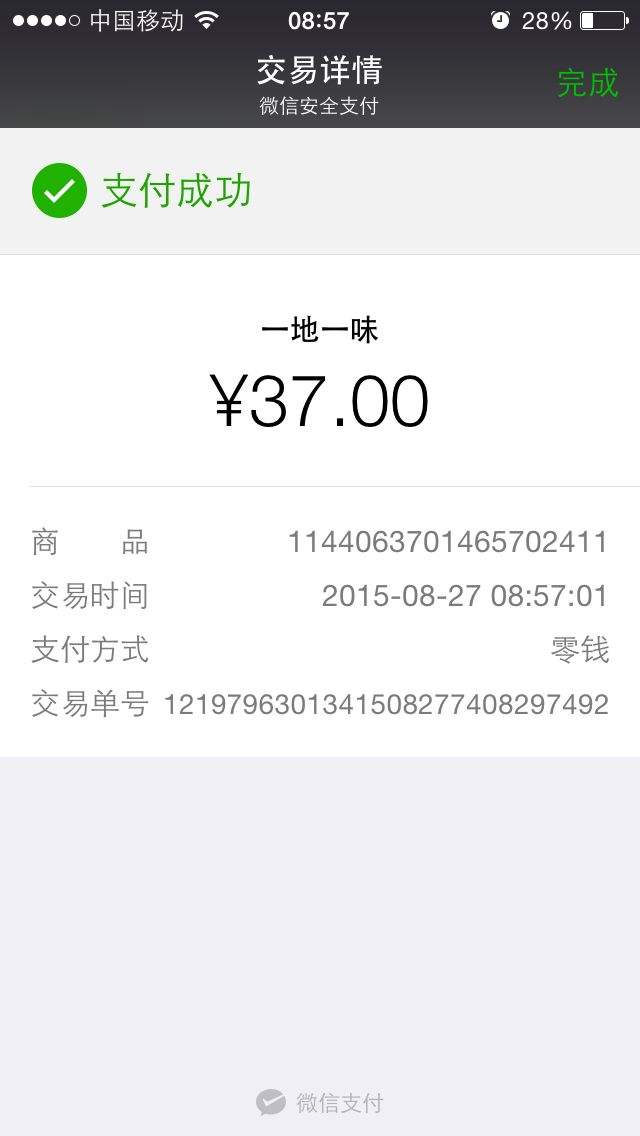 中国移动 08:57 28%
交易详情
微信安全支付
完成
支付成功
一地一味
¥37.00
商品 1144063701465702411
交易时间 2015-08-27 08:57:01
支付方式 零钱
交易单号 1219796301341508277408297492
微信支付